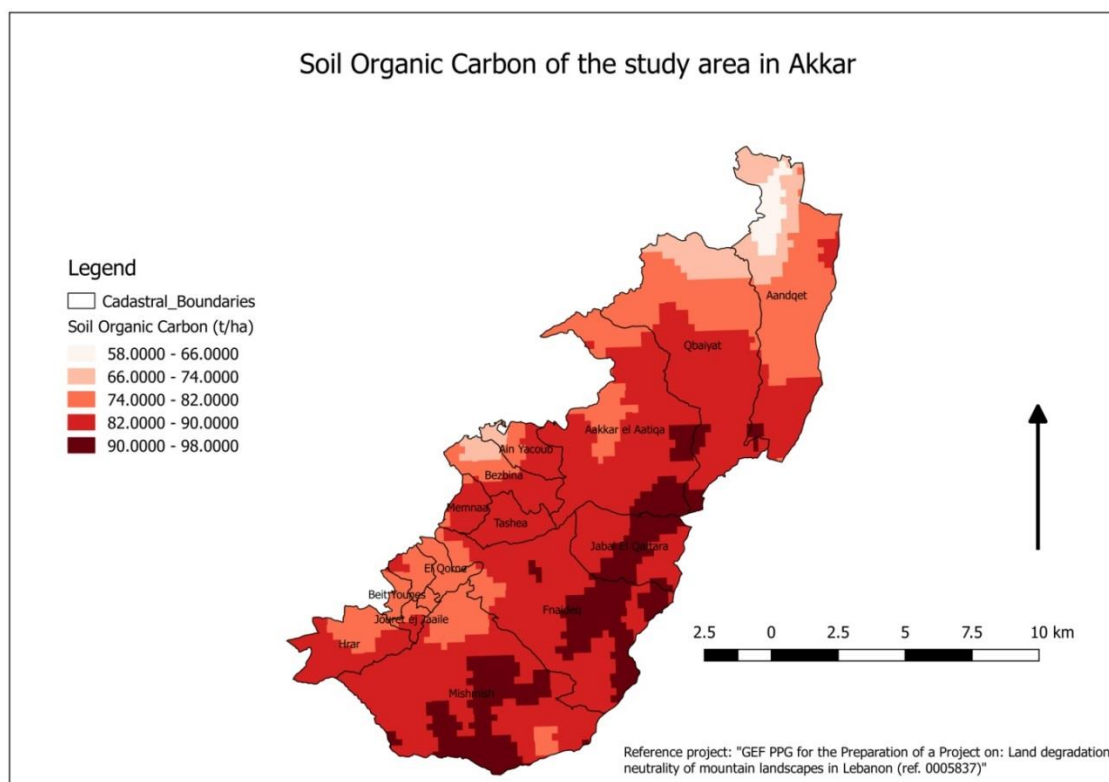 Soil Organic Carbon of the study area in Akkar
Legend
Cadastral_Boundaries
Soil Organic Carbon (t/ha)
58.0000 - 66.0000
66.0000 - 74.0000
74.0000 - 82.0000
82.0000 - 90.0000
90.0000 - 98.0000
Aandqet
Qbaiyat
Aakkar el Aatiqa
Ain Yacoub
Bezbina
Memnaa
Tashea
Jabal El Qattara
El Qorne
Beit Younes
Fnaideq
Jouret ej Jaaile
Hrar
Mishmish
2.5 0 2.5 5 7.5 10 km
Reference project: "GEF PPG for the Preparation of a Project on: Land degradation
neutrality of mountain landscapes in Lebanon (ref. 0005837)"